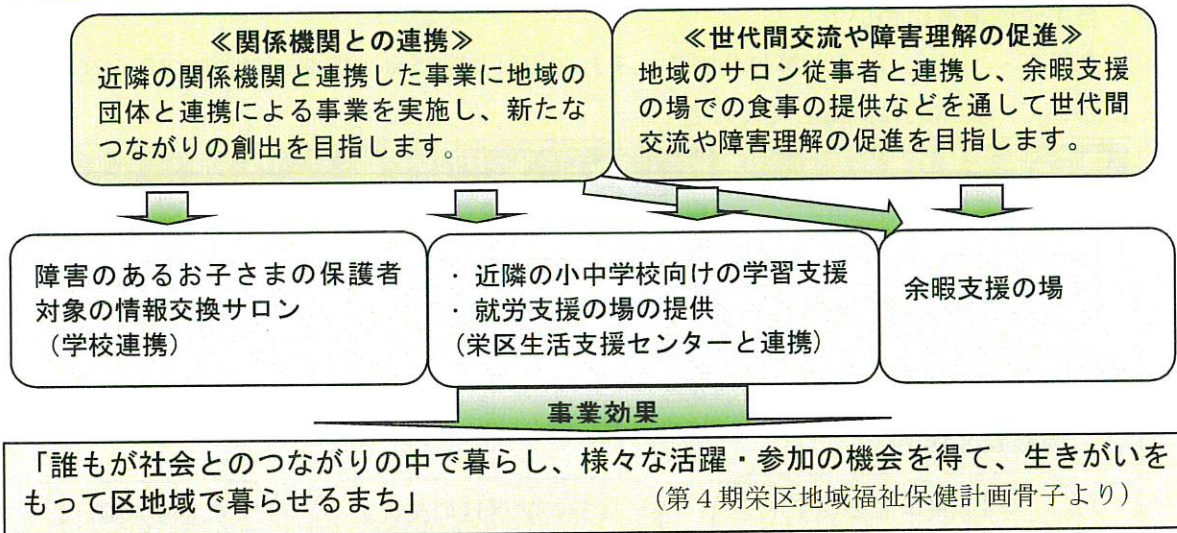 ≪関係機関との連携≫
近隣の関係機関と連携した事業に地域の
団体と連携による事業を実施し、新たな
つながりの創出を目指します。
≪世代間交流や障害理解の促進≫
地域のサロン従事者と連携し、余暇支援
の場での食事の提供などを通して世代間
交流や障害理解の促進を目指します。
障害のあるお子さまの保護者
対象の情報交換サロン
（学校連携）
・近隣の小中学校向けの学習支援
・就労支援の場の提供
（栄区生活支援センターと連携）
余暇支援の場
事業効果
「誰もが社会とのつながりの中で暮らし、様々な活躍・参加の機会を得て、生きがいを
もって区地域で暮らせるまち」 （第４期栄区地域福祉保健計画骨子より）